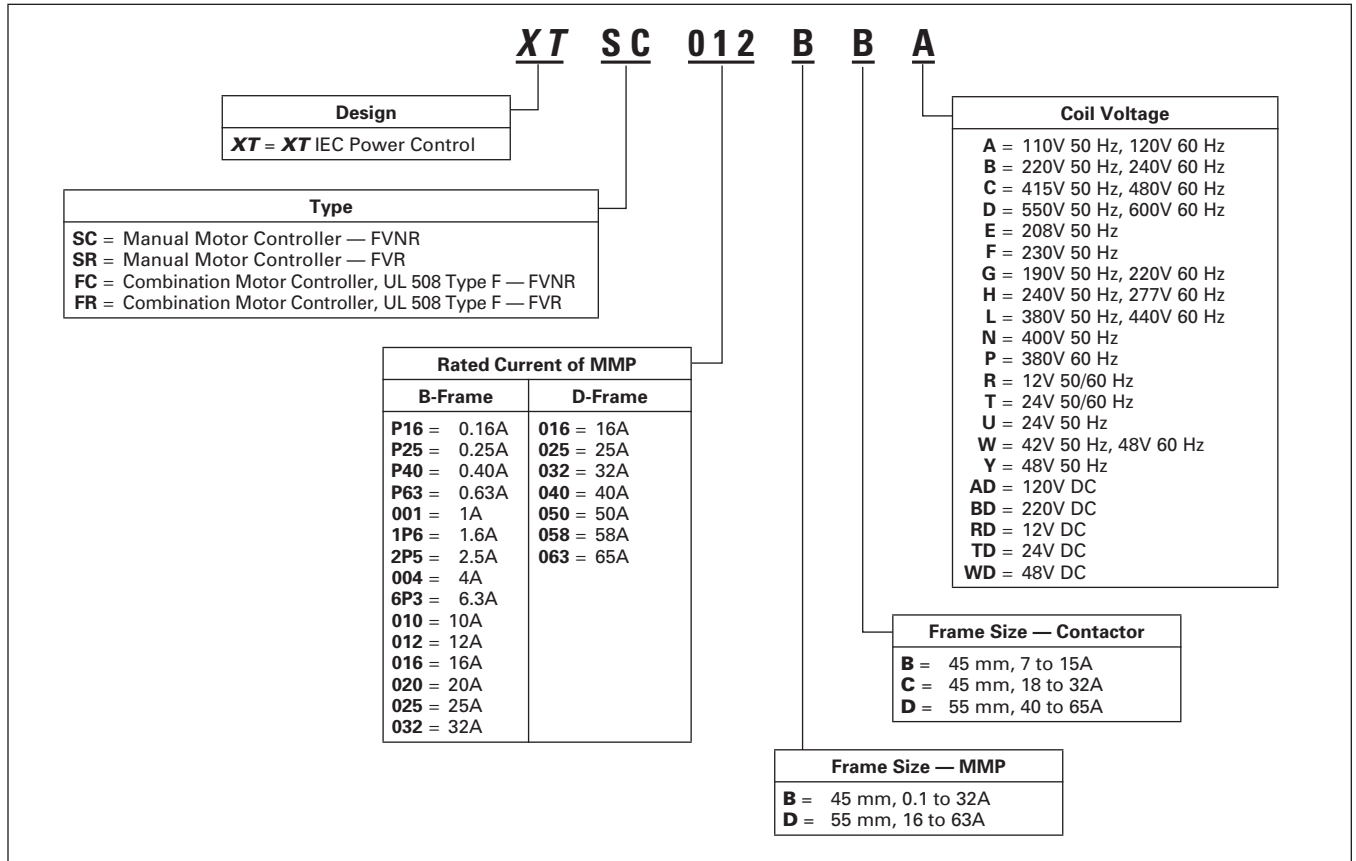 XT SC 012 B B A
Design
XT = XT IEC Power Control
Type
SC = Manual Motor Controller — FVNR
SR = Manual Motor Controller — FVR
FC = Combination Motor Controller, UL 508 Type F — FVNR
FR = Combination Motor Controller, UL 508 Type F — FVR
Rated Current of MMP
B-Frame
P16 = 0.16A
P25 = 0.25A
P40 = 0.40A
P63 = 0.63A
001 = 1A
1P6 = 1.6A
2P5 = 2.5A
004 = 4A
6P3 = 6.3A
010 = 10A
012 = 12A
016 = 16A
020 = 20A
025 = 25A
032 = 32A
D-Frame
016 = 16A
025 = 25A
032 = 32A
040 = 40A
050 = 50A
058 = 58A
063 = 65A
Coil Voltage
A = 110V 50 Hz, 120V 60 Hz
B = 220V 50 Hz, 240V 60 Hz
C = 415V 50 Hz, 480V 60 Hz
D = 550V 50 Hz, 600V 60 Hz
E = 208V 50 Hz
F = 230V 50 Hz
G = 190V 50 Hz, 220V 60 Hz
H = 240V 50 Hz, 277V 60 Hz
L = 380V 50 Hz, 440V 60 Hz
N = 400V 50 Hz
P = 380V 60 Hz
R = 12V 50/60 Hz
T = 24V 50/60 Hz
U = 24V 50 Hz
W = 42V 50 Hz, 48V 60 Hz
Y = 48V 50 Hz
AD = 120V DC
BD = 220V DC
RD = 12V DC
TD = 24V DC
WD = 48V DC
Frame Size — Contactor
B = 45 mm, 7 to 15A
C = 45 mm, 18 to 32A
D = 55 mm, 40 to 65A
Frame Size — MMP
B = 45 mm, 0.1 to 32A
D = 55 mm, 16 to 63A